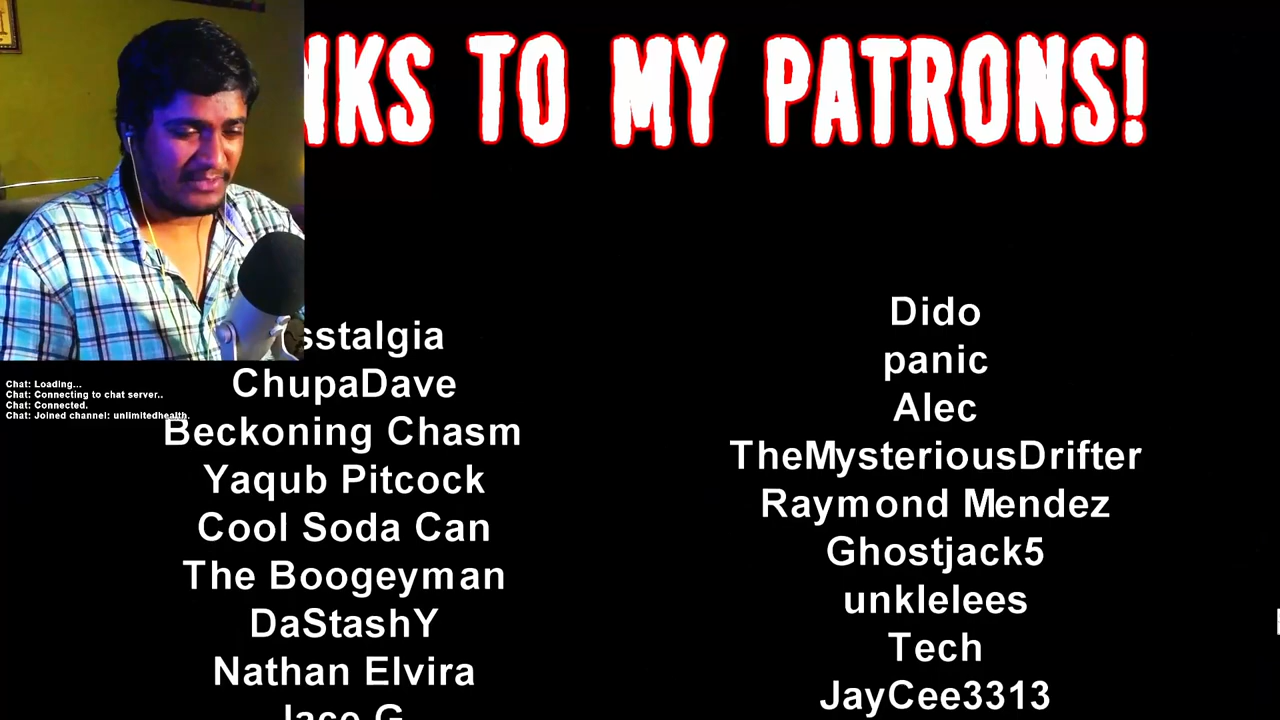 NKS TO MY PATRONS!
sstalgia
ChupaDave
Beckoning Chasm
Yaqub Pitcock
Cool Soda Can
The Boogeyman
DaStashY
Nathan Elvira
Jace G
Dido
panic
Alec
TheMysteriousDrifter
Raymond Mendez
Ghostjack5
unklelees
Tech
JayCee3313
Chat: Loading...
Chat: Connecting to chat server..
Chat: Connected.
Chat: Joined channel: unlimitedhealth.